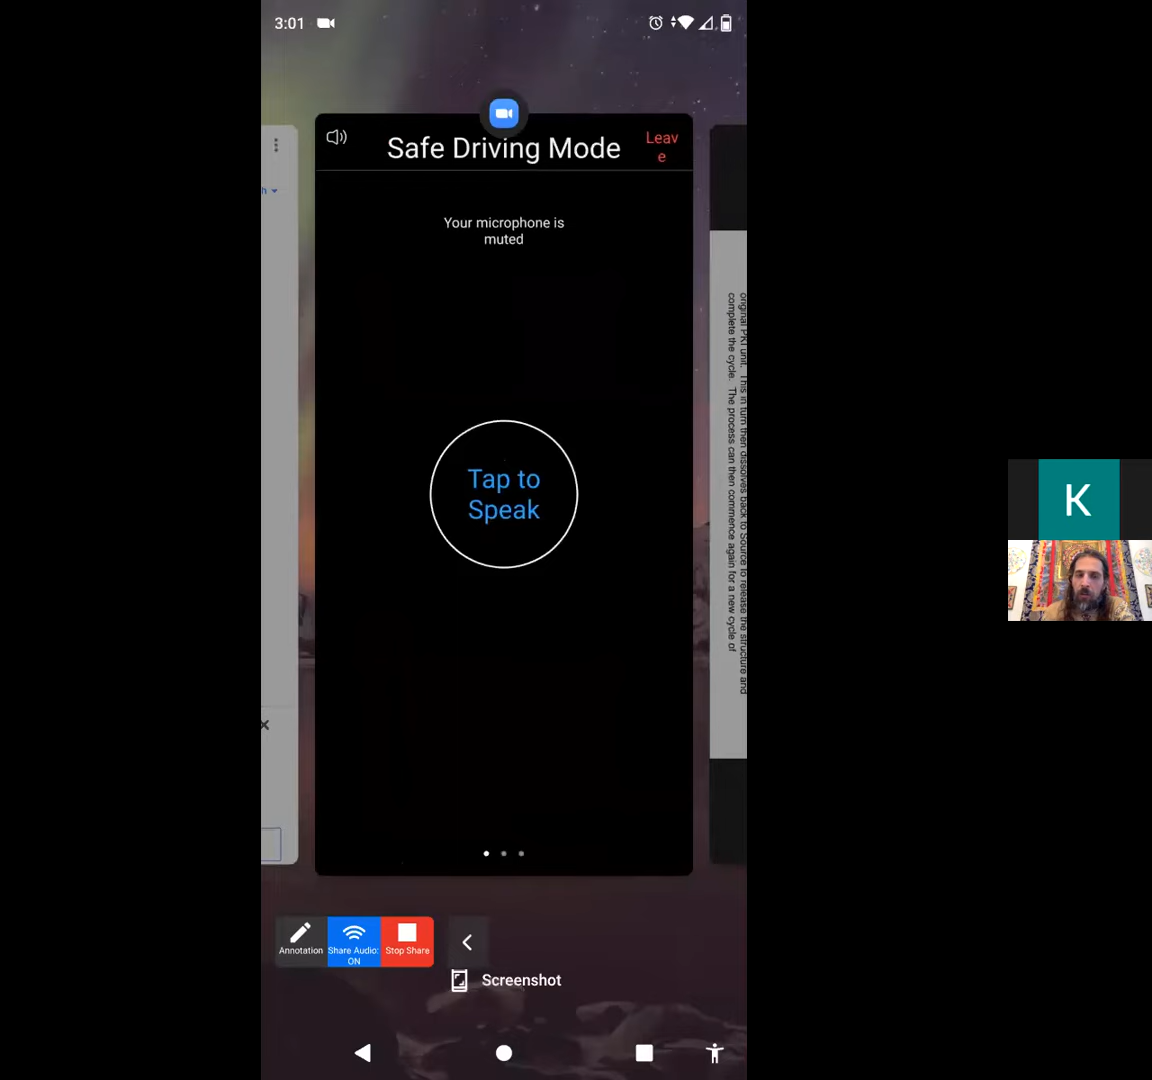 3:01
Safe Driving Mode
Leav
e
h
Your microphone is
muted
Tap to
Speak
original PKI unit. This in turn then dissolves back to Source to release the structure and
complete the cycle. The process can then commence again for a new cycle of
K
Annotation
Share Audio:
ON
Stop Share
Screenshot